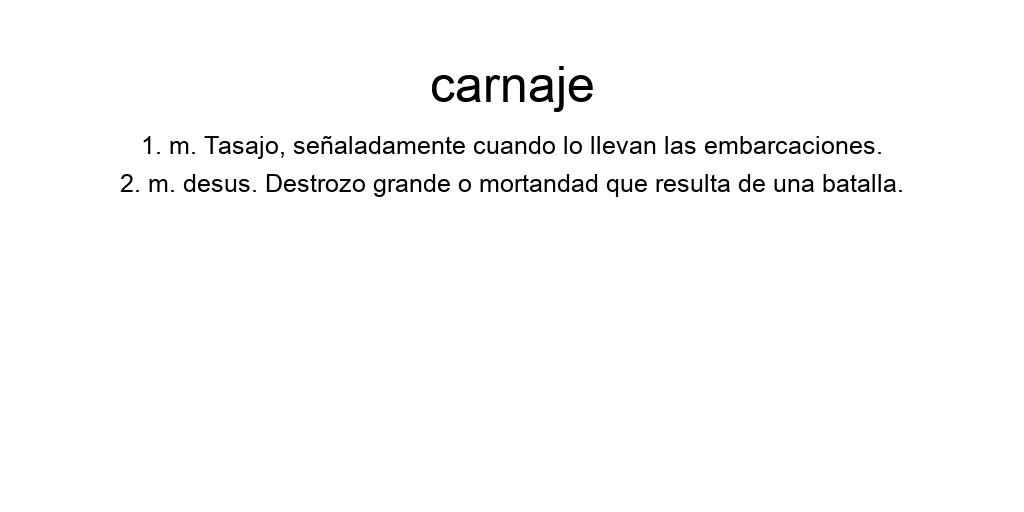 carnaje
1. m. Tasajo, señaladamente cuando lo llevan las embarcaciones.
2. m. desus. Destrozo grande o mortandad que resulta de una batalla.